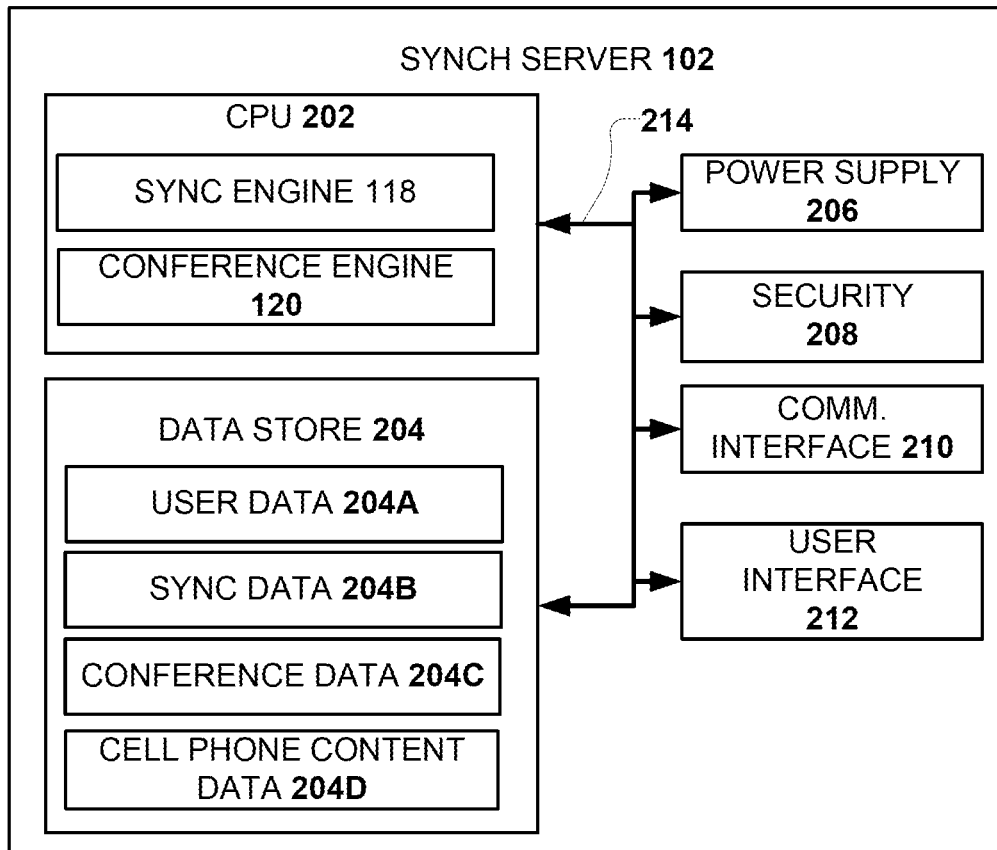 SYNCH SERVER 102
CPU 202
SYNC ENGINE 118
CONFERENCE ENGINE
120
214
POWER SUPPLY
206
SECURITY
208
COMM.
INTERFACE 210
USER
INTERFACE
212
DATA STORE 204
USER DATA 204A
SYNC DATA 204B
CONFERENCE DATA 204C
CELL PHONE CONTENT
DATA 204D